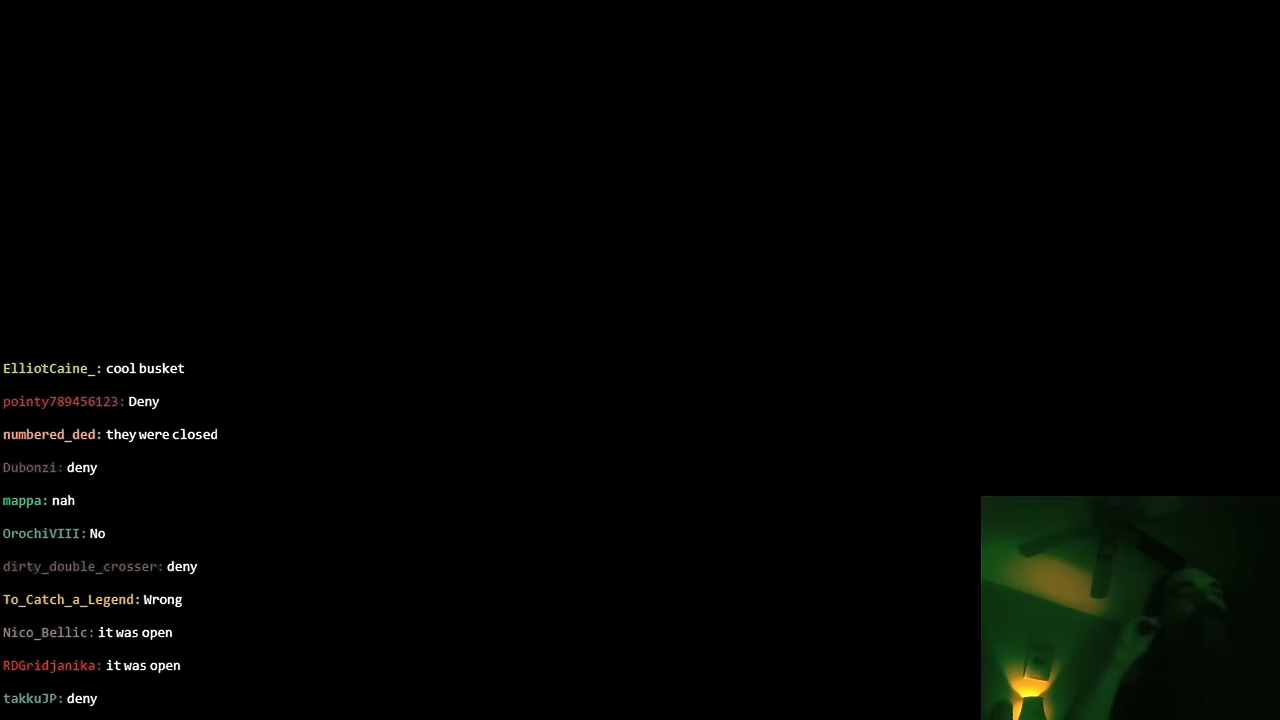 ElliotCaine_: cool busket
pointy789456123: Deny
numbered_ded: they were closed
Dubonzi: deny
mappa: nah
OrochiVIII: No
dirty_double_crosser: deny
To_Catch_a_Legend: Wrong
Nico_Bellic: it was open
RDGridjanika: it was open
takkuJP: deny